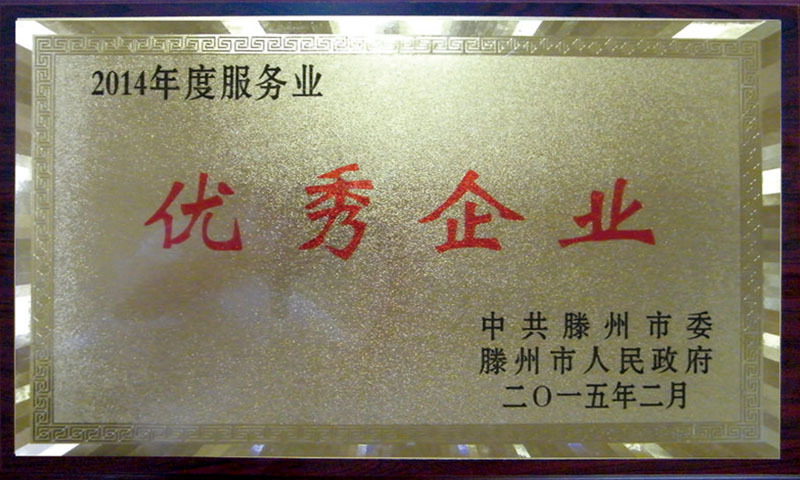 2014年度服务业
优秀企业
中共滕州市委
滕州市人民政府
二〇一五年二月